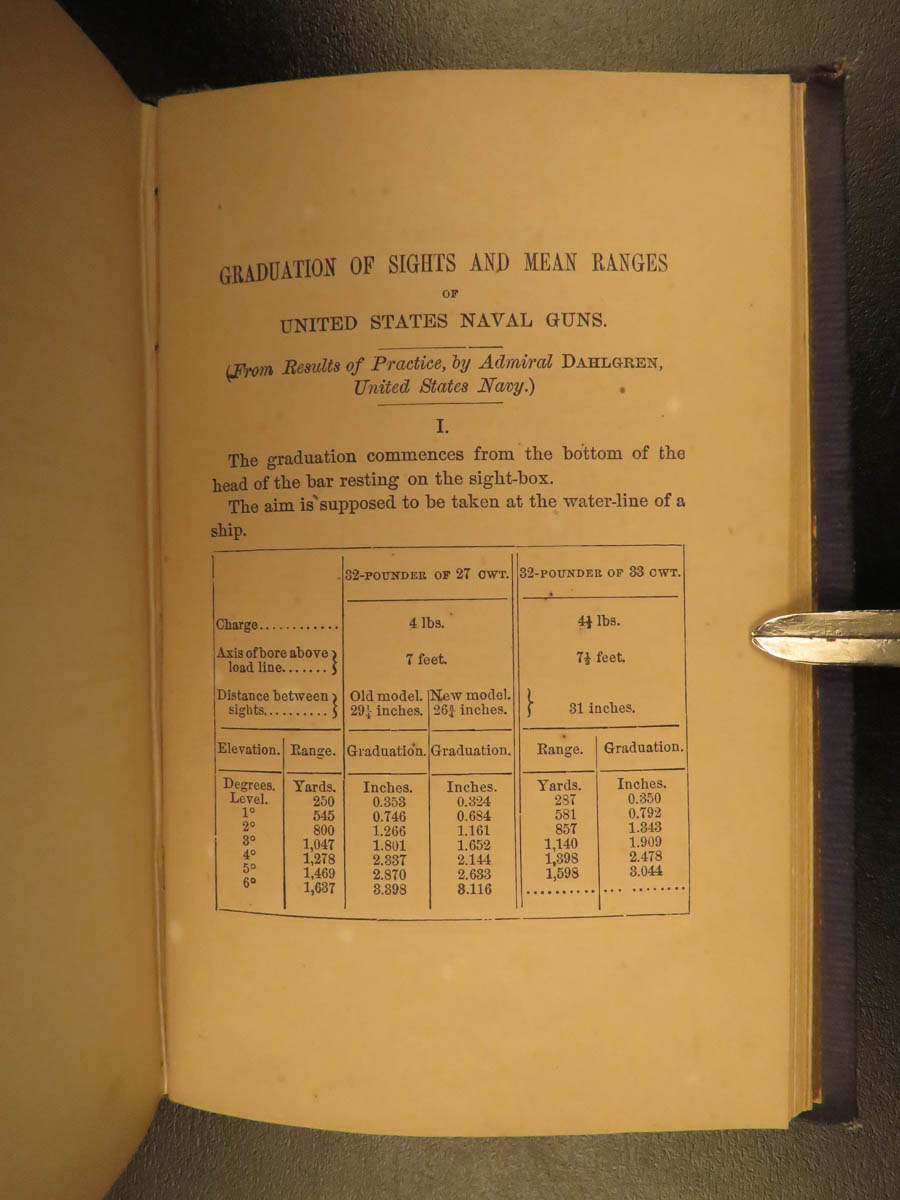 GRADUATION OF SIGHTS AND MEAN RANGES
OF
UNITED STATES NAVAL GUNS.
(From Results of Practice, by Admiral DAHLGREN,
United States Navy.)
I.
The graduation commences from the bottom of the
head of the bar resting on the sight-box.
The aim is supposed to be taken at the water-line of a
ship.
32-POUNDER OF 27 CWT. 32-POUNDER OF 33 CWT.
Charge............ 4 lbs. 4½ lbs.
Axis of bore above } 7 feet. 7½ feet.
load line....... }
Distance between } Old model. New model. }
sights.......... } 29¼ inches. 26¾ inches. } 31 inches.
Elevation. Range. Graduation. Graduation. Range. Graduation.
Degrees. Yards. Inches. Inches. Yards. Inches.
Level. 250 0.353 0.324 287 0.350
1° 545 0.746 0.684 581 0.792
2° 800 1.266 1.161 857 1.343
3° 1,047 1.801 1.652 1,140 1.909
4° 1,278 2.337 2.144 1,398 2.478
5° 1,469 2.870 2.633 1,598 3.044
6° 1,637 3.398 3.116 .......... ... ........